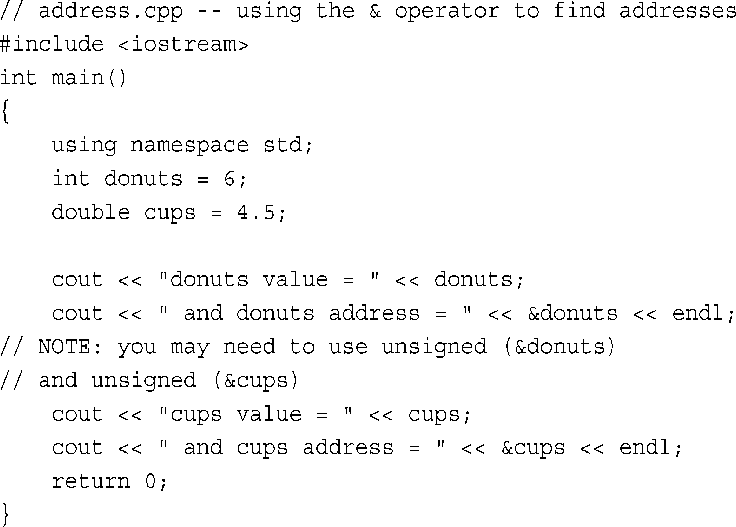 // address.cpp -- using the & operator to find addresses
#include <iostream>
int main()
{
    using namespace std;
    int donuts = 6;
    double cups = 4.5;

    cout << "donuts value = " << donuts;
    cout << " and donuts address = " << &donuts << endl;
// NOTE: you may need to use unsigned (&donuts)
// and unsigned (&cups)
    cout << "cups value = " << cups;
    cout << " and cups address = " << &cups << endl;
    return 0;
}